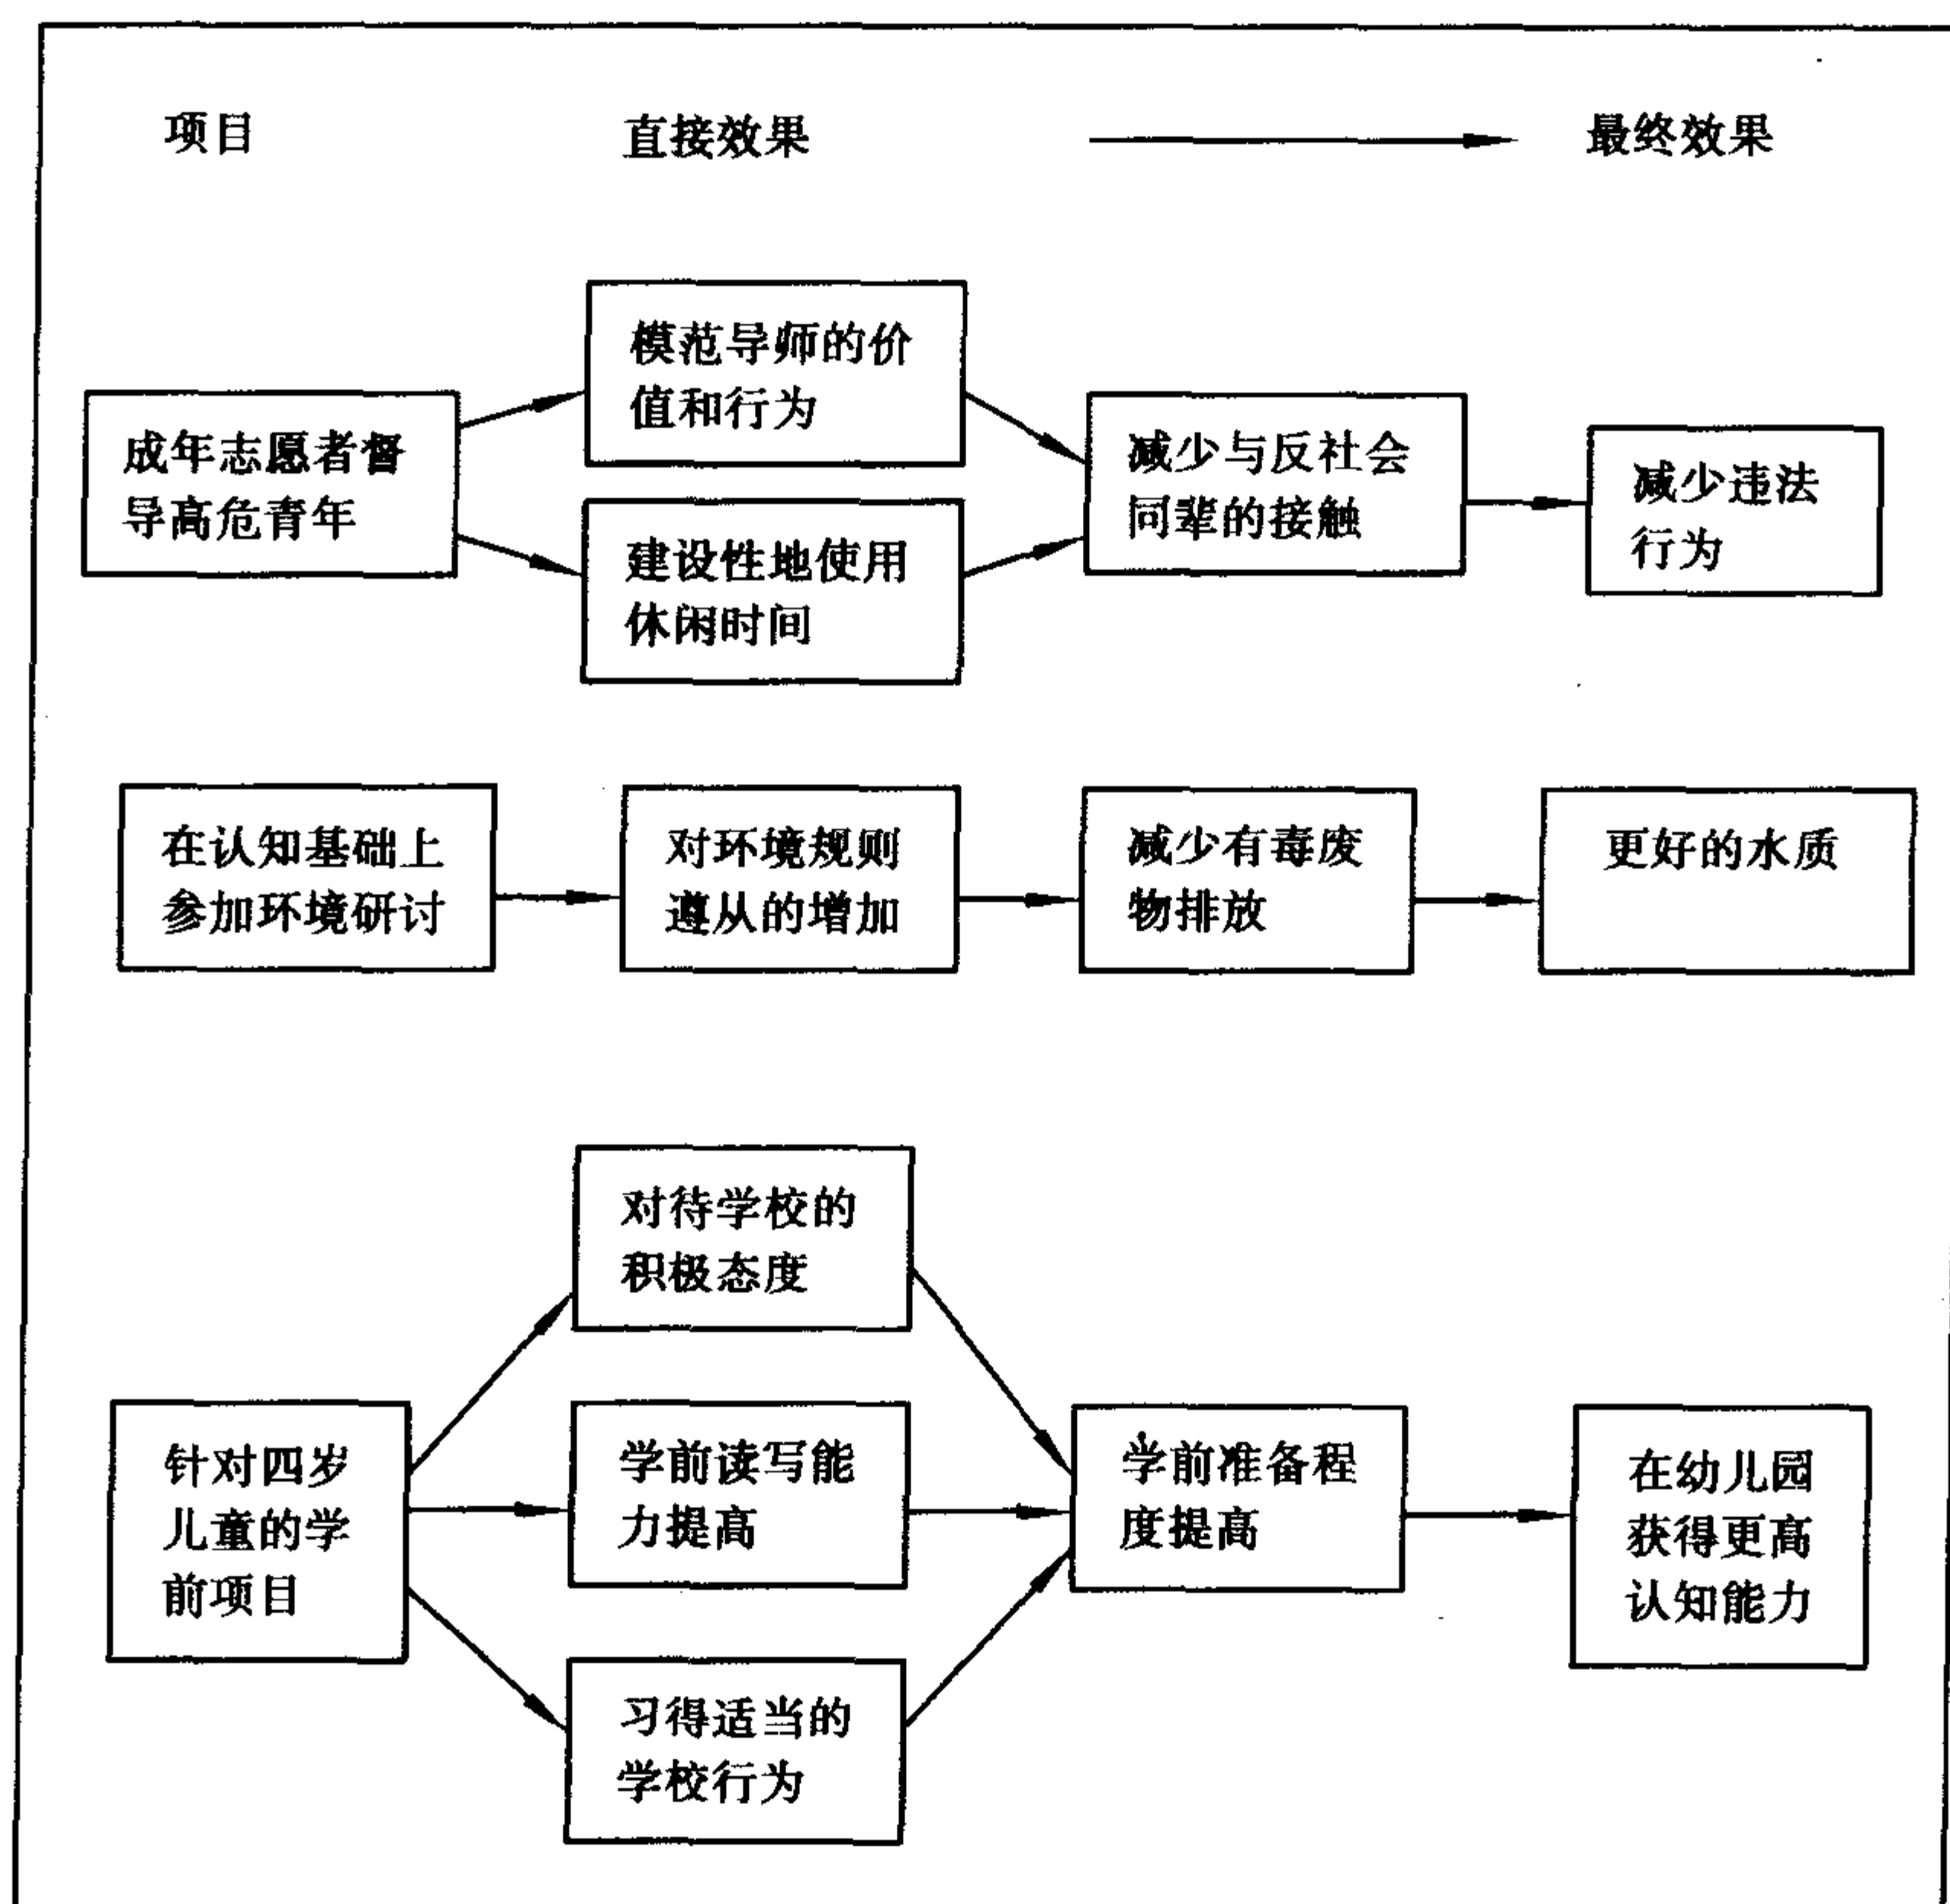 项目
直接效果
最终效果
成年志愿者督
导高危青年
模范导师的价
值和行为
建设性地使用
休闲时间
减少与反社会
同辈的接触
减少违法
行为
在认知基础上
参加环境研讨
对环境规则
遵从的增加
减少有毒废
物排放
更好的水质
针对四岁
儿童的学
前项目
对待学校的
积极态度
学前读写能
力提高
习得适当的
学校行为
学前准备程
度提高
在幼儿园
获得更高
认知能力